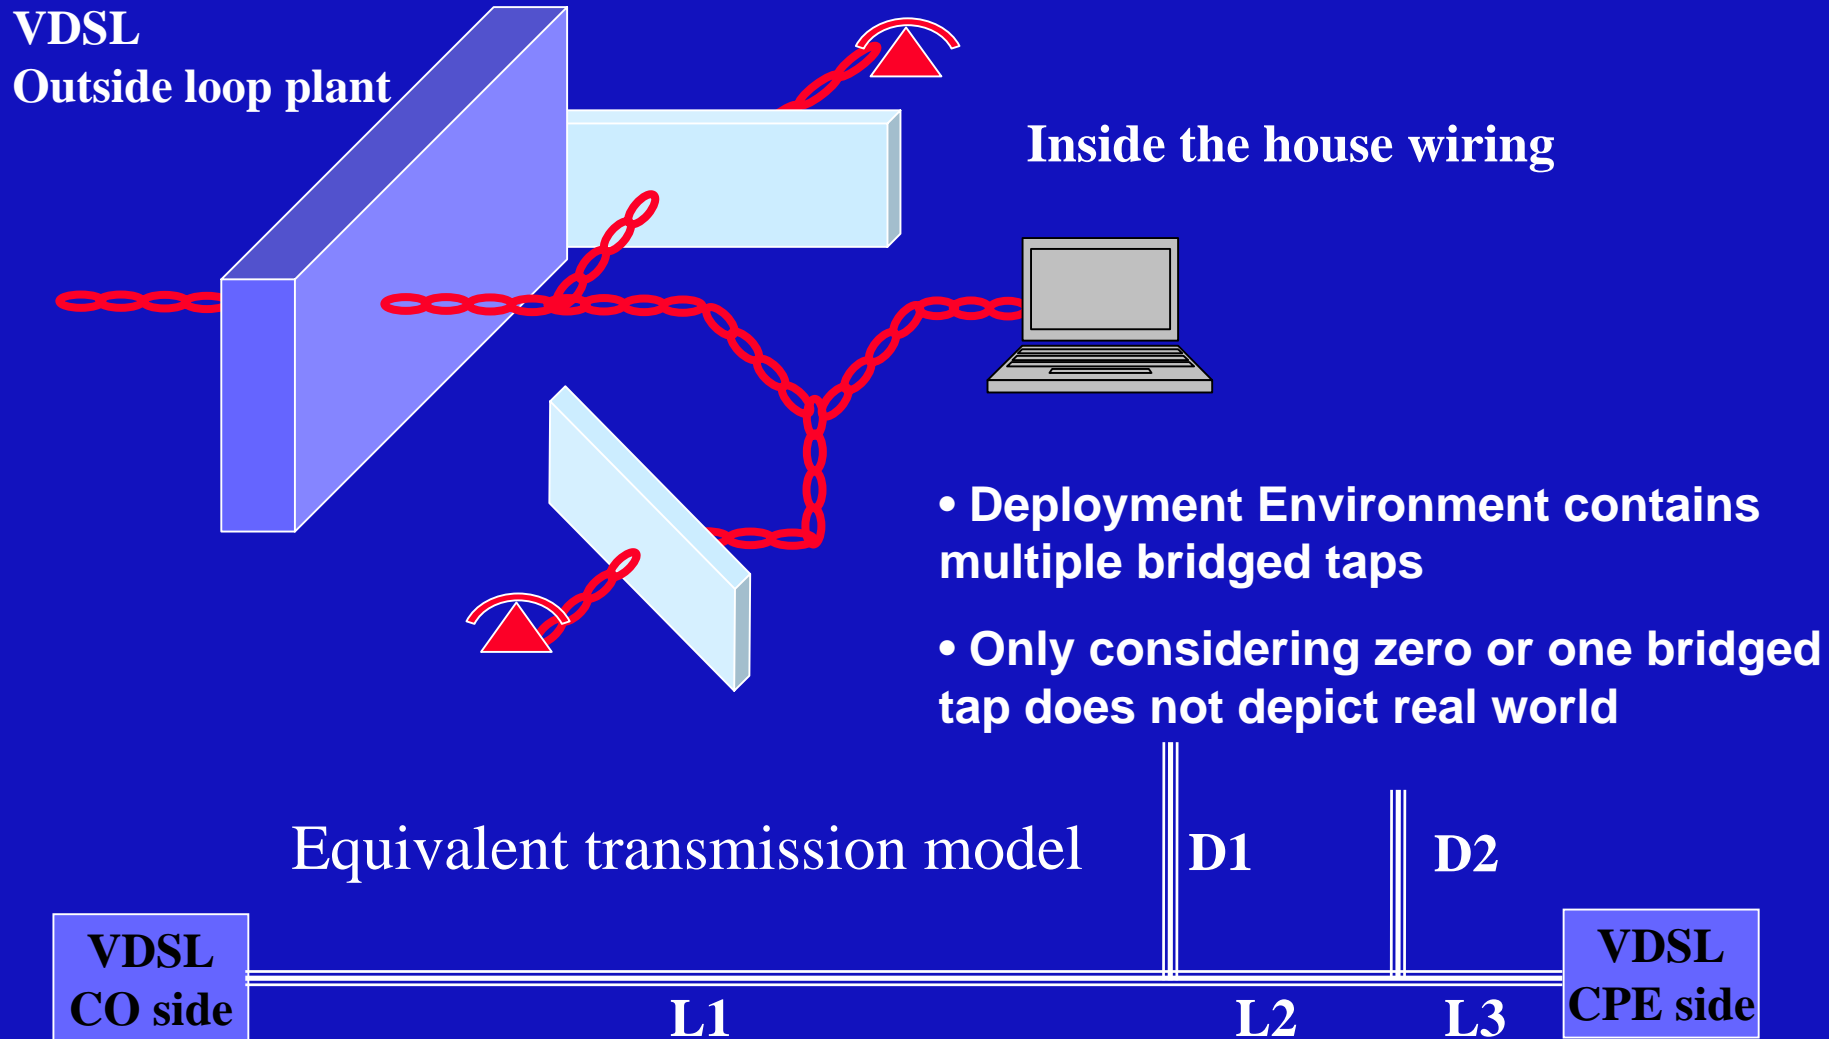 VDSL
Outside loop plant
Inside the house wiring
• Deployment Environment contains
multiple bridged taps
• Only considering zero or one bridged
tap does not depict real world
Equivalent transmission model
D1
D2
VDSL
CO side
L1
L2
L3
VDSL
CPE side